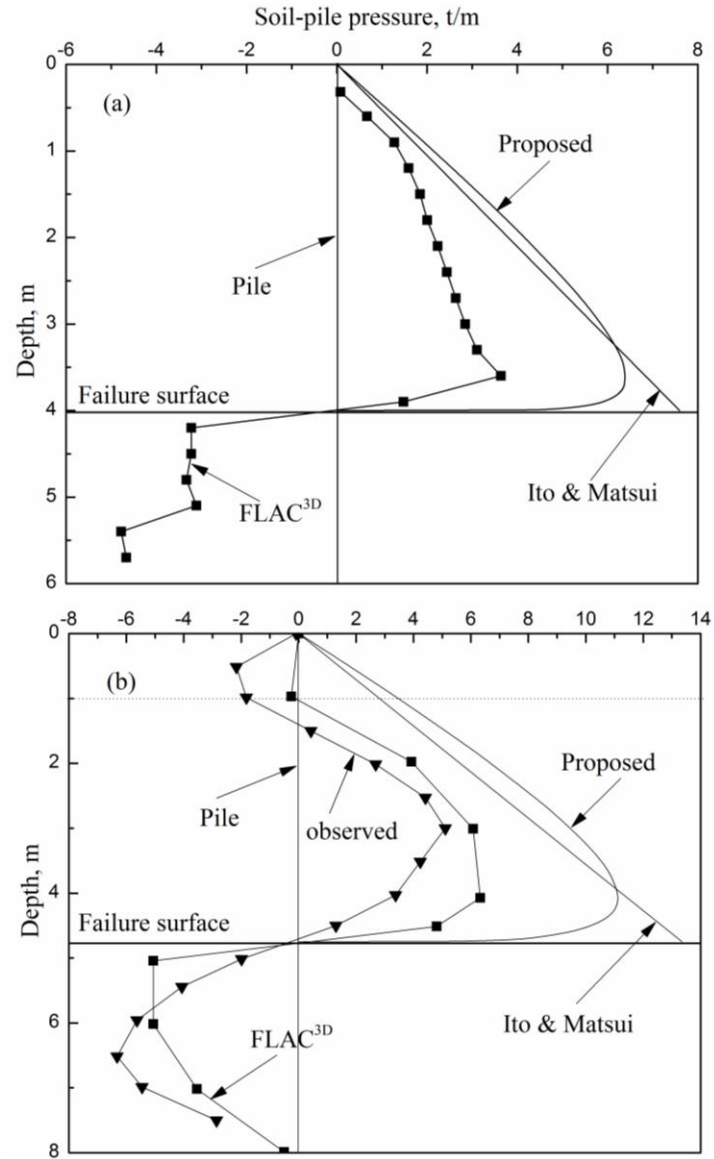 Soil-pile pressure, t/m
-6 -4 -2 0 2 4 6 8
0
(a)
1
Proposed
2
Pile
Depth, m
3
Failure surface
4
Ito & Matsui
FLAC3D
5
6
-8 -6 -4 -2 0 2 4 6 8 10 12 14
0
(b)
2
Proposed
Pile
observed
Depth, m
4
Failure surface
Ito & Matsui
6
FLAC3D
8